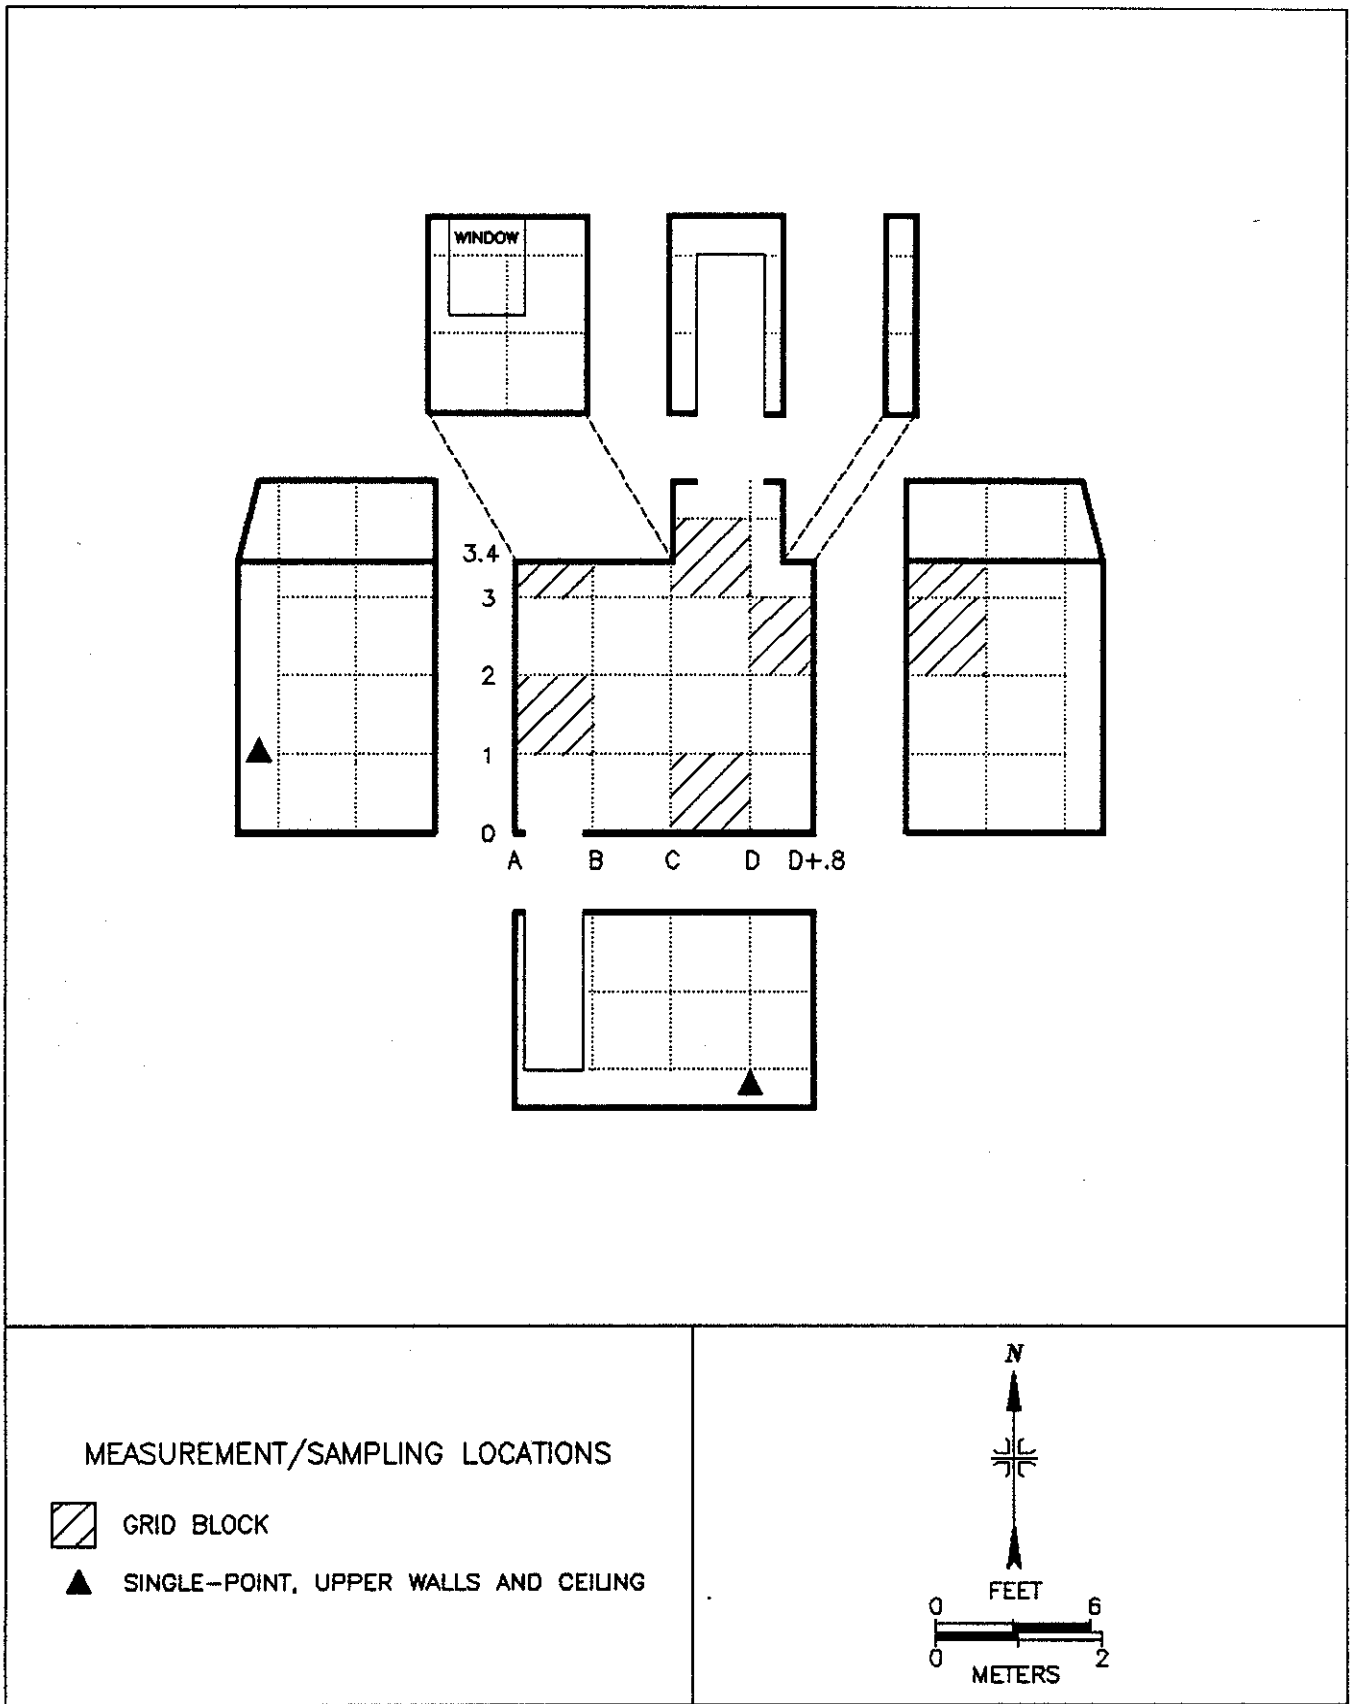 WINDOW
3.4
3
2
1
0
A B C D D+.8
MEASUREMENT/SAMPLING LOCATIONS
GRID BLOCK
SINGLE-POINT, UPPER WALLS AND CEILING
N
FEET
0 6
0 2
METERS